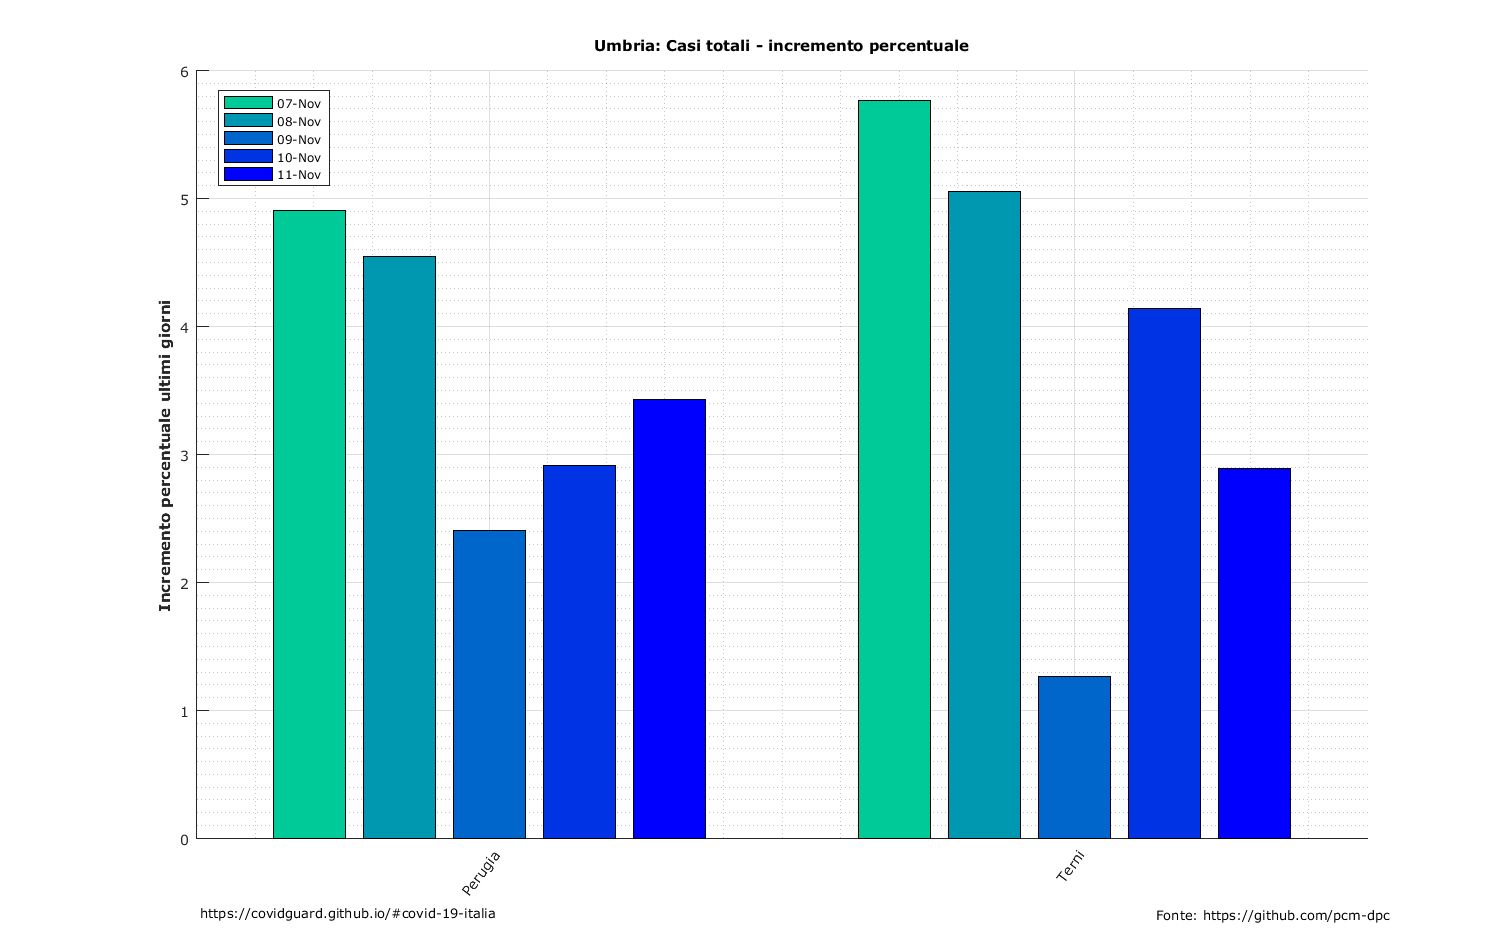 Umbria: Casi totali - incremento percentuale
Incremento percentuale ultimi giorni
6
5
4
3
2
1
0
07-Nov
08-Nov
09-Nov
10-Nov
11-Nov
Perugia
Terni
https://covidguard.github.io/#covid-19-italia
Fonte: https://github.com/pcm-dpc